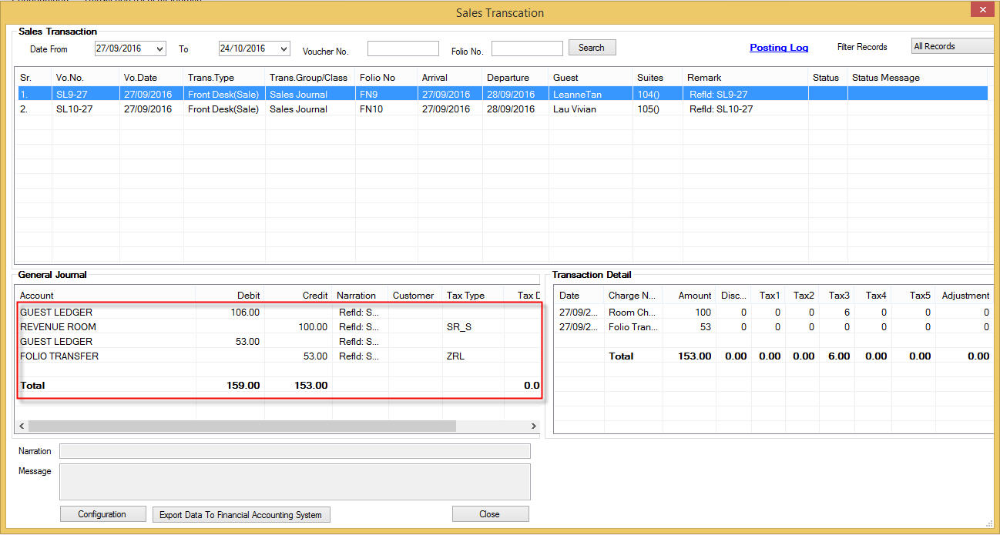 Sales Transcation
Sales Transaction
Date From 27/09/2016 To 24/10/2016 Voucher No. Folio No. Search Posting Log Filter Records All Records
Sr. Vo.No. Vo.Date Trans.Type Trans.Group/Class Folio No Arrival Departure Guest Suites Remark Status Status Message
1. SL9-27 27/09/2016 Front Desk(Sale) Sales Journal FN9 27/09/2016 28/09/2016 LeanneTan 104() RefId: SL9-27
2. SL10-27 27/09/2016 Front Desk(Sale) Sales Journal FN10 27/09/2016 28/09/2016 Lau Vivian 105() RefId: SL10-27
General Journal
Account Debit Credit Narration Customer Tax Type Tax D
GUEST LEDGER 106.00 RefId: S...
REVENUE ROOM 100.00 RefId: S... SR_S
GUEST LEDGER 53.00 RefId: S...
FOLIO TRANSFER 53.00 RefId: S... ZRL
Total 159.00 153.00 0.0
Transaction Detail
Date Charge N... Amount Disc... Tax1 Tax2 Tax3 Tax4 Tax5 Adjustment
27/09/2... Room Ch... 100 0 0 0 6 0 0 0
27/09/2... Folio Tran... 53 0 0 0 0 0 0 0
Total 153.00 0.00 0.00 0.00 6.00 0.00 0.00 0.00
Narration
Message
Configuration Export Data To Financial Accounting System Close